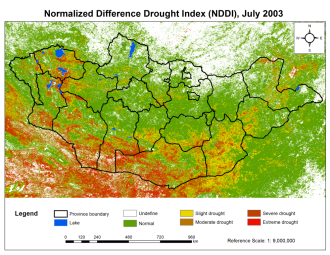 Normalized Difference Drought Index (NDDI), July 2003
N
W E
S
Legend
Province boundary
Undefine
Slight drought
Severe drought
Lake
Normal
Moderate drought
Extreme drought
0 120 240 480 720 960
Reference Scale: 1: 9,000,000